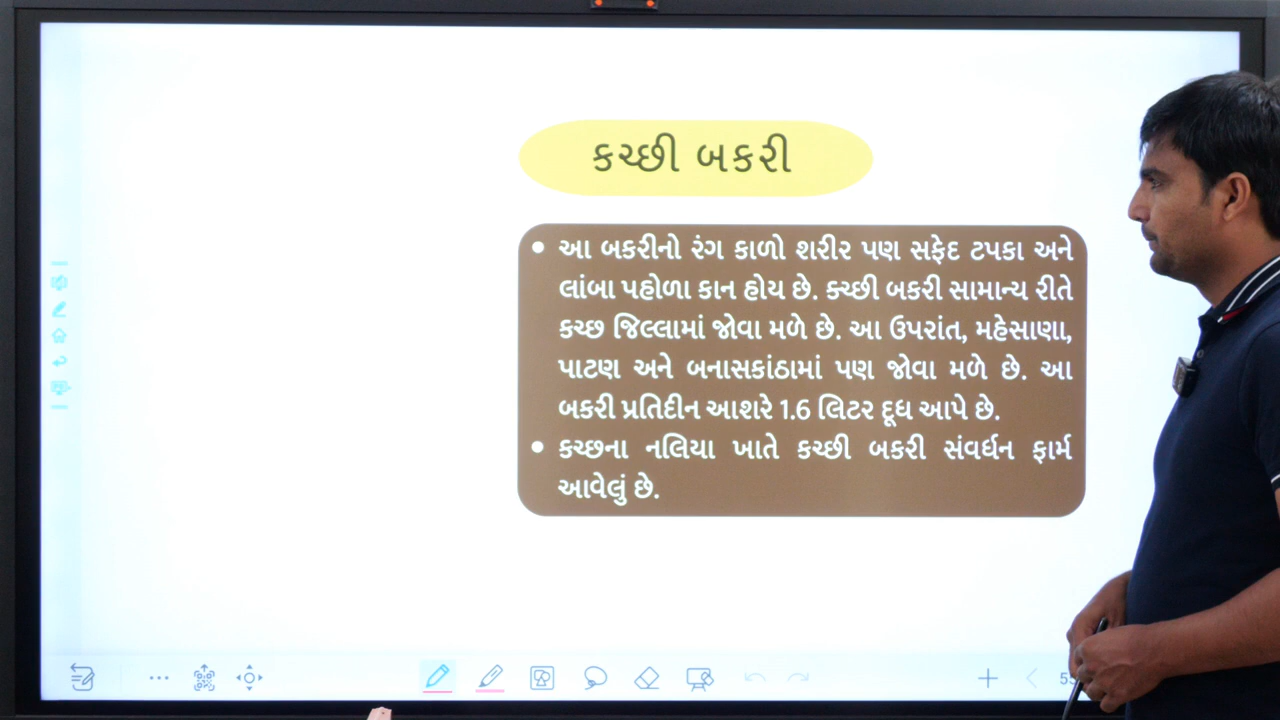 કચ્છી બકરી
• આ બકરીનો રંગ કાળો શરીર પણ સફેદ ટપકા અને
લાંબા પહોળા કાન હોય છે. ક્ચ્છી બકરી સામાન્ય રીતે
કચ્છ જિલ્લામાં જોવા મળે છે. આ ઉપરાંત, મહેસાણા,
પાટણ અને બનાસકાંઠામાં પણ જોવા મળે છે. આ
બકરી પ્રતિદીન આશરે 1.6 લિટર દૂધ આપે છે.
• કચ્છના નલિયા ખાતે કચ્છી બકરી સંવર્ધન ફાર્મ
આવેલું છે.